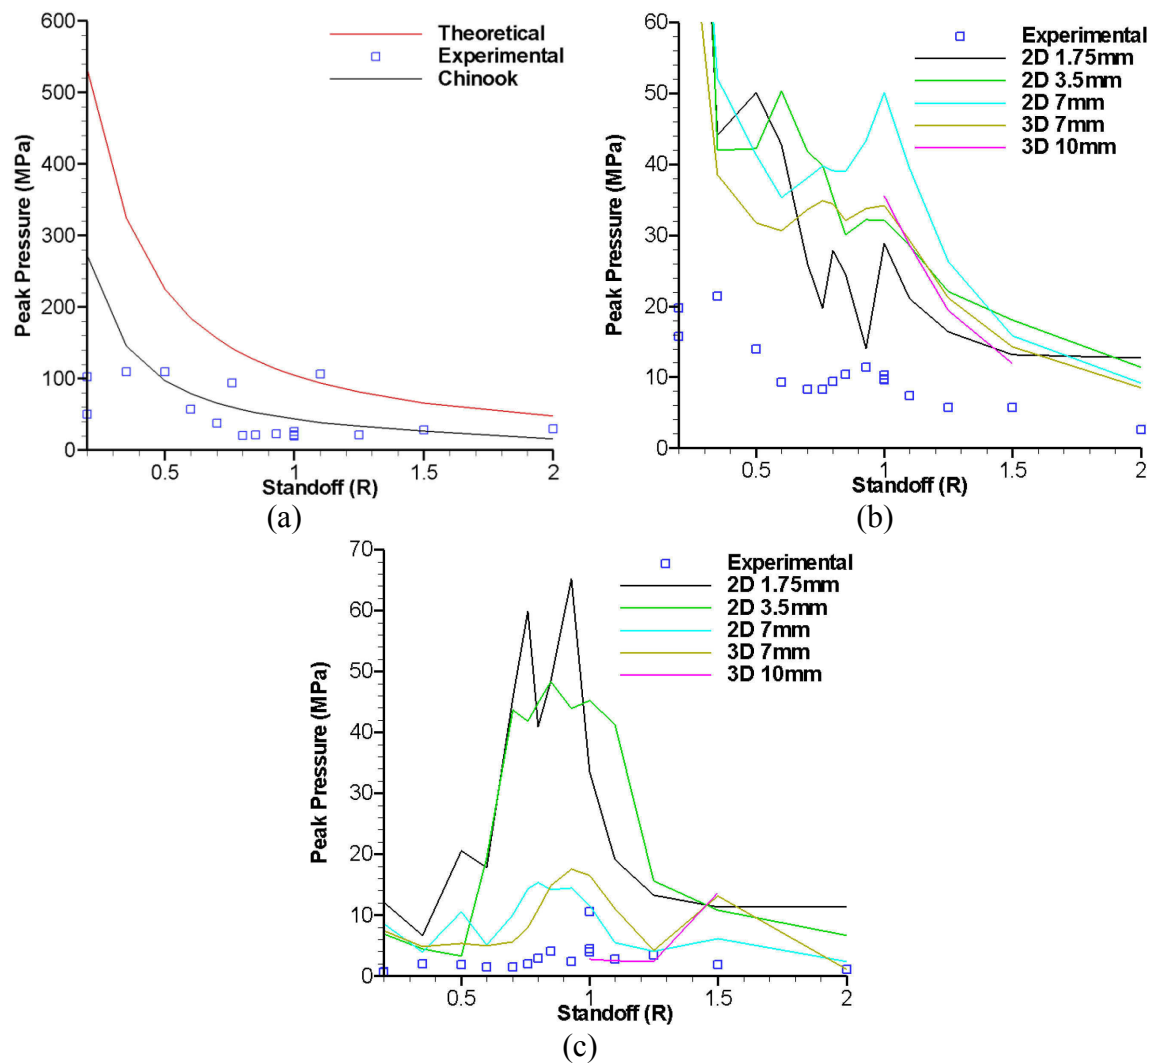 600
500
400
300
200
100
0
Peak Pressure (MPa)
0.5
1
1.5
2
Standoff (R)
Theoretical
Experimental
Chinook
(a)
60
50
40
30
20
10
0
Peak Pressure (MPa)
0.5
1
1.5
2
Standoff (R)
Experimental
2D 1.75mm
2D 3.5mm
2D 7mm
3D 7mm
3D 10mm
(b)
70
60
50
40
30
20
10
0
Peak Pressure (MPa)
0.5
1
1.5
2
Standoff (R)
Experimental
2D 1.75mm
2D 3.5mm
2D 7mm
3D 7mm
3D 10mm
(c)